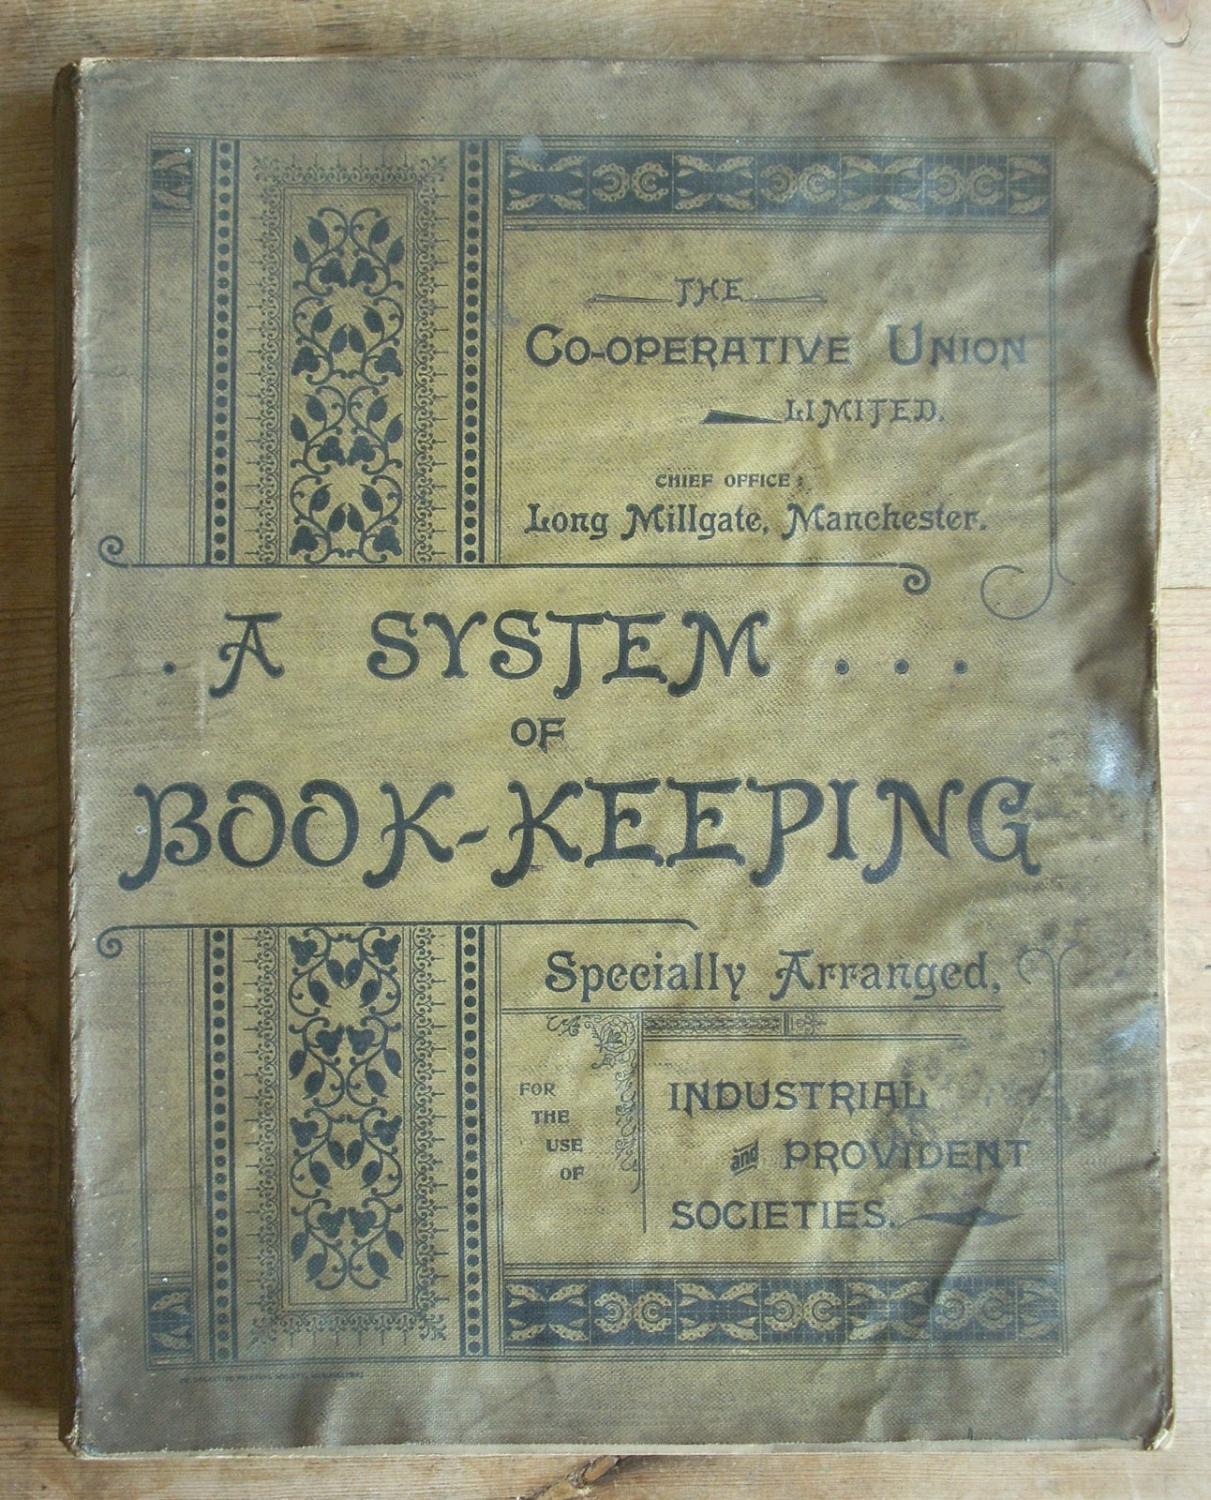 THE
CO-OPERATIVE UNION
LIMITED.
CHIEF OFFICE:
Long Millgate, Manchester.
. A SYSTEM . . .
OF
BOOK-KEEPING
Specially Arranged,
FOR
THE
USE
OF
INDUSTRIAL
and PROVIDENT
SOCIETIES.